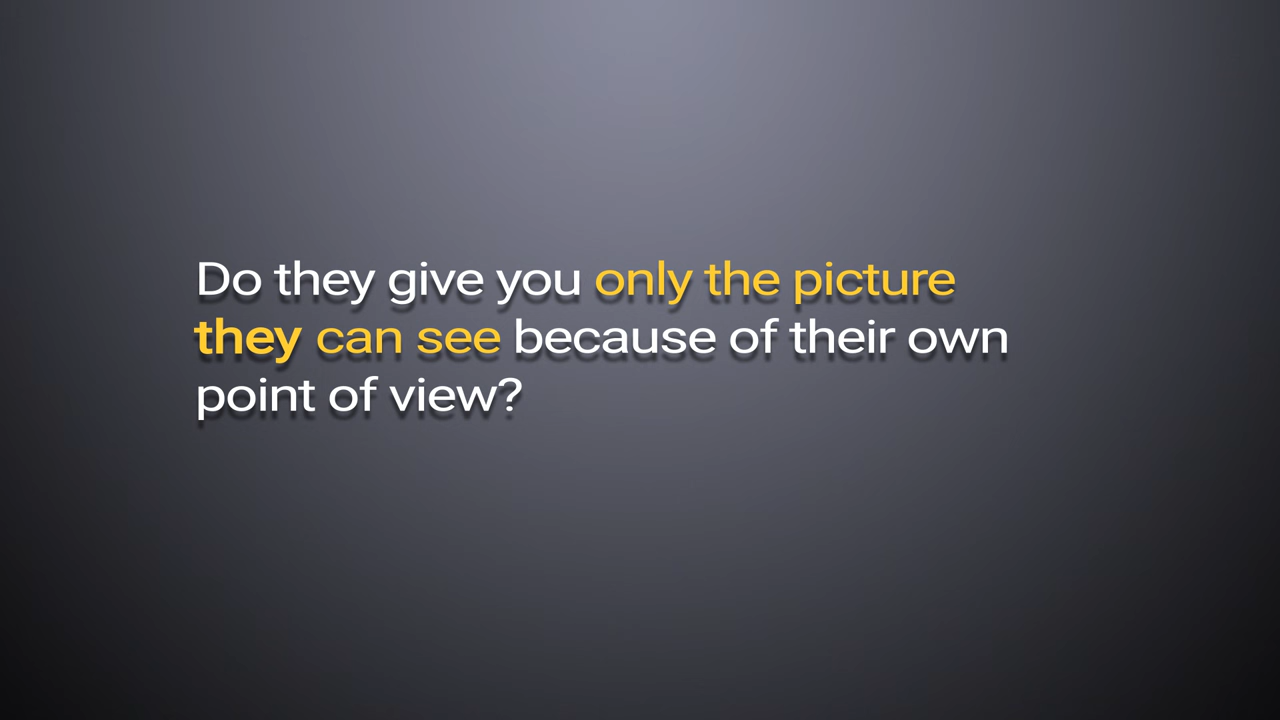 Do they give you only the picture
they can see because of their own
point of view?